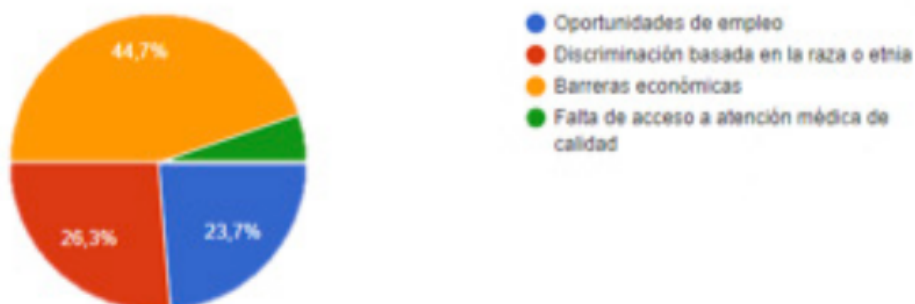 44,7%
26,3%
23,7%
Oportunidades de empleo
Discriminación basada en la raza o etnia
Barreras económicas
Falta de acceso a atención médica de
calidad